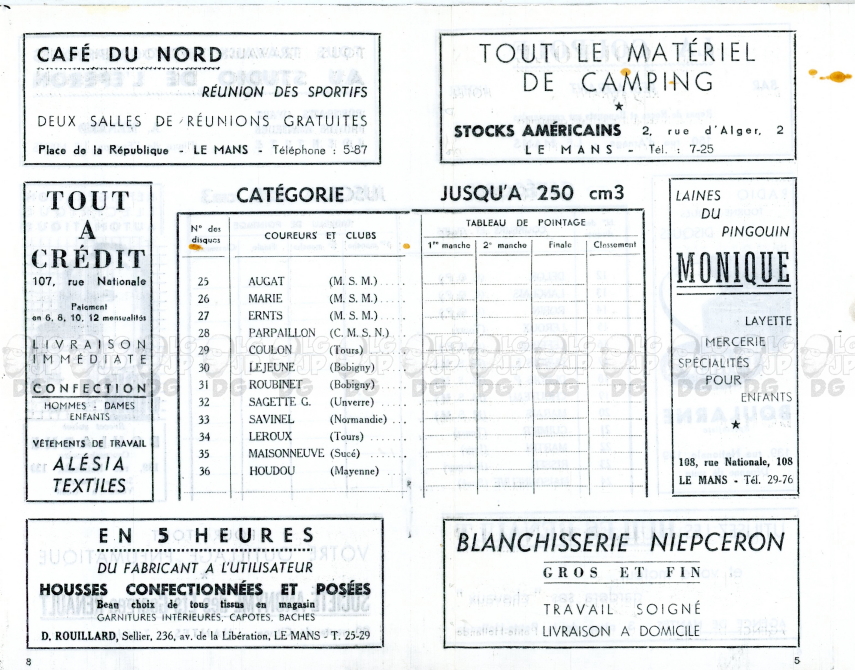 CAFÉ DU NORD
RÉUNION DES SPORTIFS
DEUX SALLES DE RÉUNIONS GRATUITES
Place de la République - LE MANS - Téléphone : 5-87
TOUT LE MATÉRIEL
DE CAMPING
★
STOCKS AMÉRICAINS 2, rue d'Alger, 2
LE MANS - Tél. : 7-25
TOUT
A
CRÉDIT
107, rue Nationale
Paiement
en 6, 8, 10, 12 mensualités
LIVRAISON
IMMÉDIATE
CONFECTION
HOMMES - DAMES
ENFANTS
VÊTEMENTS DE TRAVAIL
ALÉSIA
TEXTILES
CATÉGORIE JUSQU'A 250 cm3
N° des disques COUREURS ET CLUBS
TABLEAU DE POINTAGE
1re manche 2e manche Finale Classement
25 AUGAT (M. S. M.).....
26 MARIE (M. S. M.).....
27 ERNTS (M. S. M.).....
28 PARPAILLON (C. M. S. N.)
29 COULON (Tours).....
30 LEJEUNE (Bobigny).....
31 ROUBINET (Bobigny).....
32 SAGETTE G. (Unverre).....
33 SAVINEL (Normandie)...
34 LEROUX (Tours).....
35 MAISONNEUVE (Sucé).....
36 HOUDOU (Mayenne).....
LAINES
DU
PINGOUIN
MONIQUE
LAYETTE
MERCERIE
SPÉCIALITÉS
POUR
ENFANTS
★
108, rue Nationale, 108
LE MANS - Tél. 29-76
EN 5 HEURES
DU FABRICANT A L'UTILISATEUR
HOUSSES CONFECTIONNÉES ET POSÉES
Beau choix de tous tissus en magasin
GARNITURES INTÉRIEURES, CAPOTES, BACHES
D. ROUILLARD, Sellier, 236, av. de la Libération, LE MANS - T. 25-29
BLANCHISSERIE NIEPCERON
GROS ET FIN
TRAVAIL SOIGNÉ
LIVRAISON A DOMICILE
8
5
LG JP DG